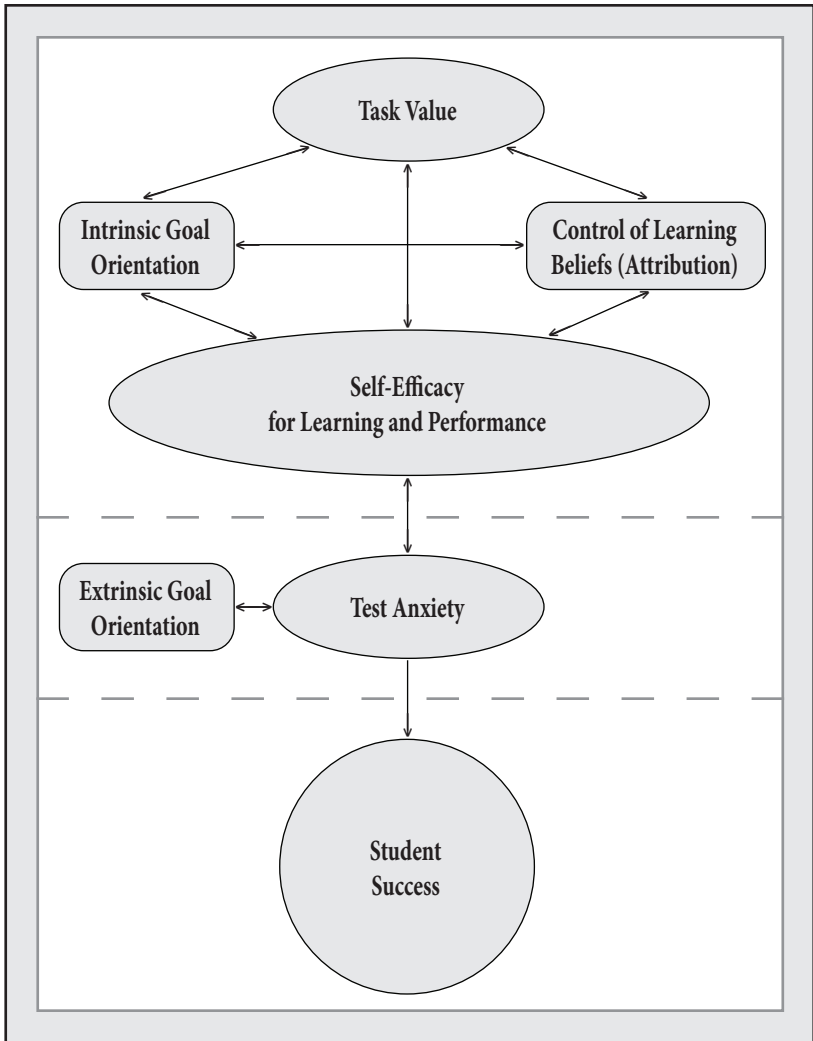 Task Value
Intrinsic Goal
Orientation
Control of Learning
Beliefs (Attribution)
Self-Efficacy
for Learning and Performance
Extrinsic Goal
Orientation
Test Anxiety
Student
Success